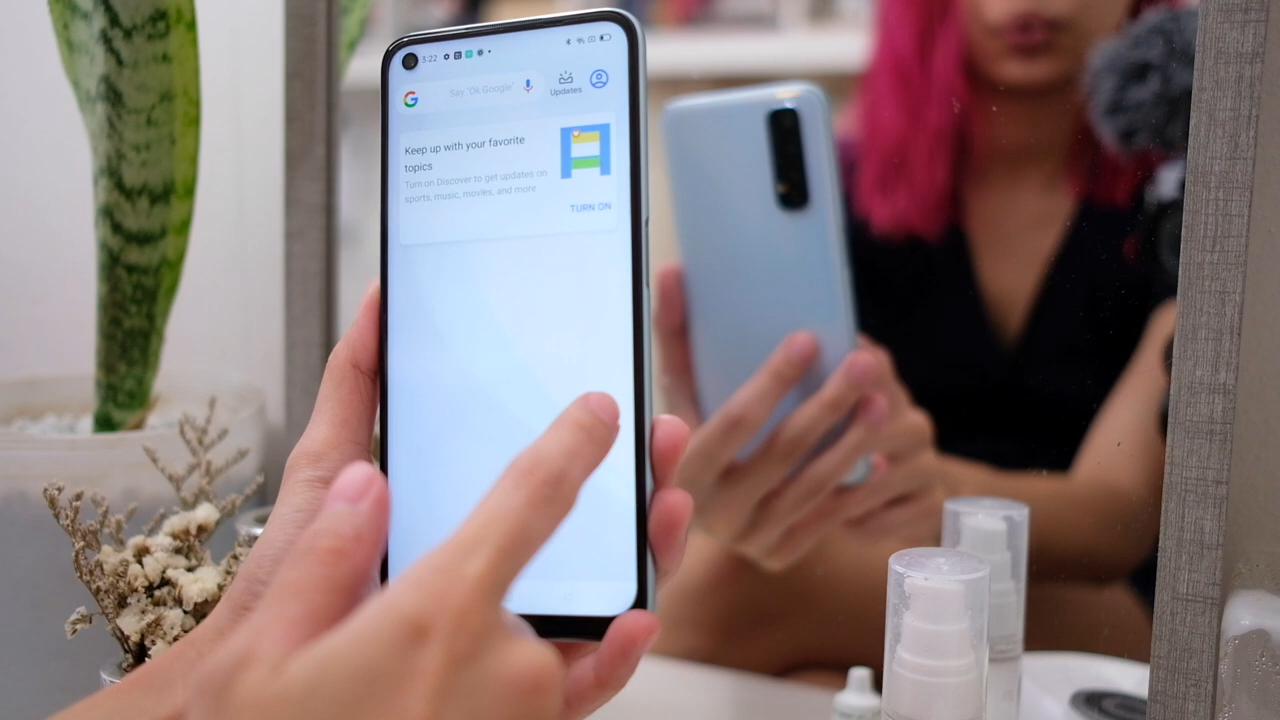 3:22
G Say "Ok Google"
Updates
Keep up with your favorite
topics
Turn on Discover to get updates on
sports, music, movies, and more
TURN ON